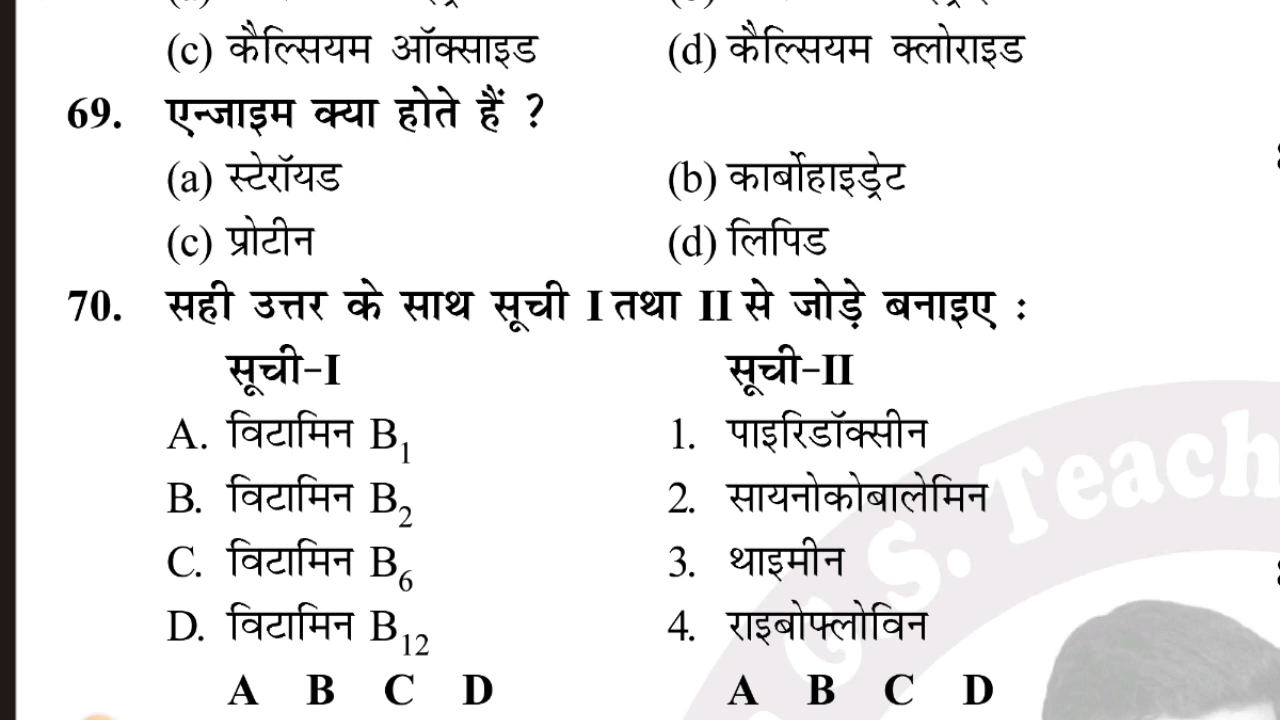 (c) कैल्सियम ऑक्साइड (d) कैल्सियम क्लोराइड
69. एन्जाइम क्या होते हैं ?
(a) स्टेरॉयड (b) कार्बोहाइड्रेट
(c) प्रोटीन (d) लिपिड
70. सही उत्तर के साथ सूची I तथा II से जोड़े बनाइए :
सूची-I सूची-II
A. विटामिन B₁ 1. पाइरिडॉक्सीन
B. विटामिन B₂ 2. सायनोकोबालेमिन
C. विटामिन B₆ 3. थाइमीन
D. विटामिन B₁₂ 4. राइबोफ्लोविन
A B C D A B C D
G.S. Teach